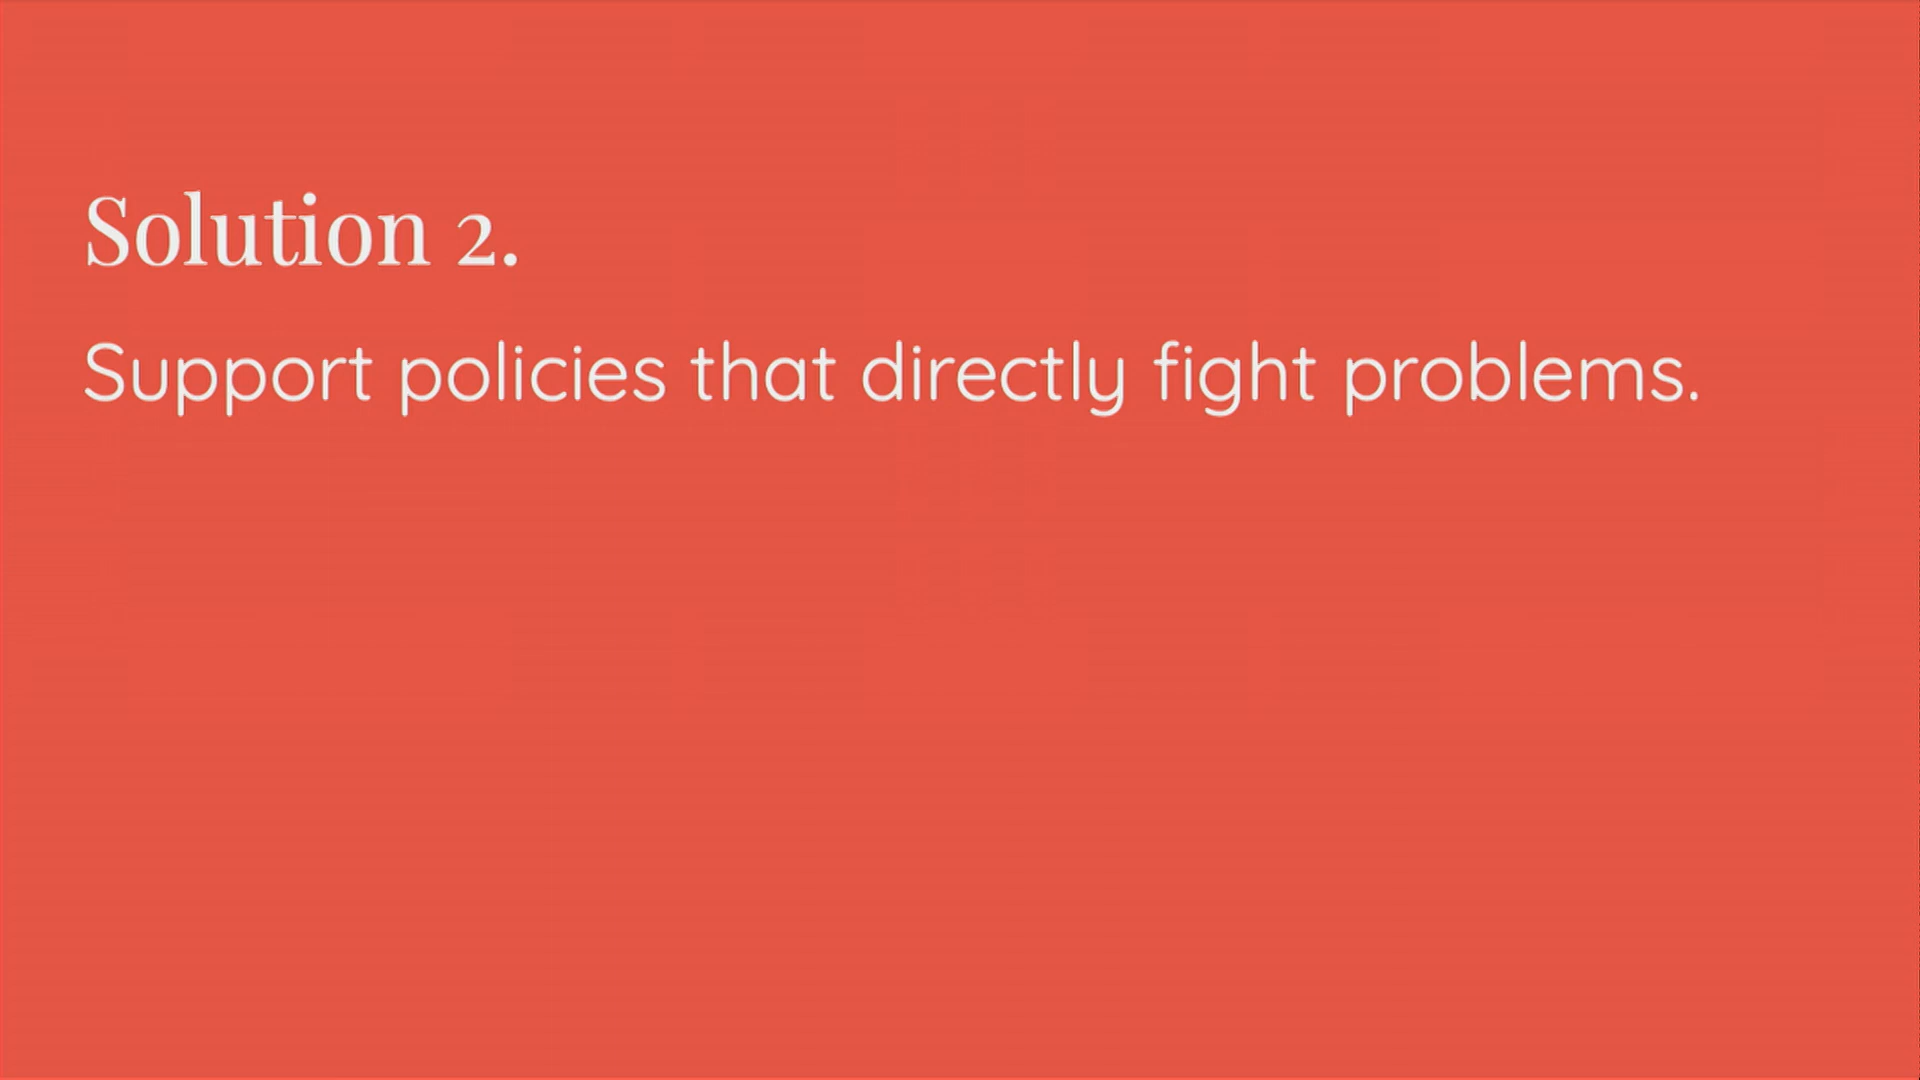 Solution 2.
Support policies that directly fight problems.